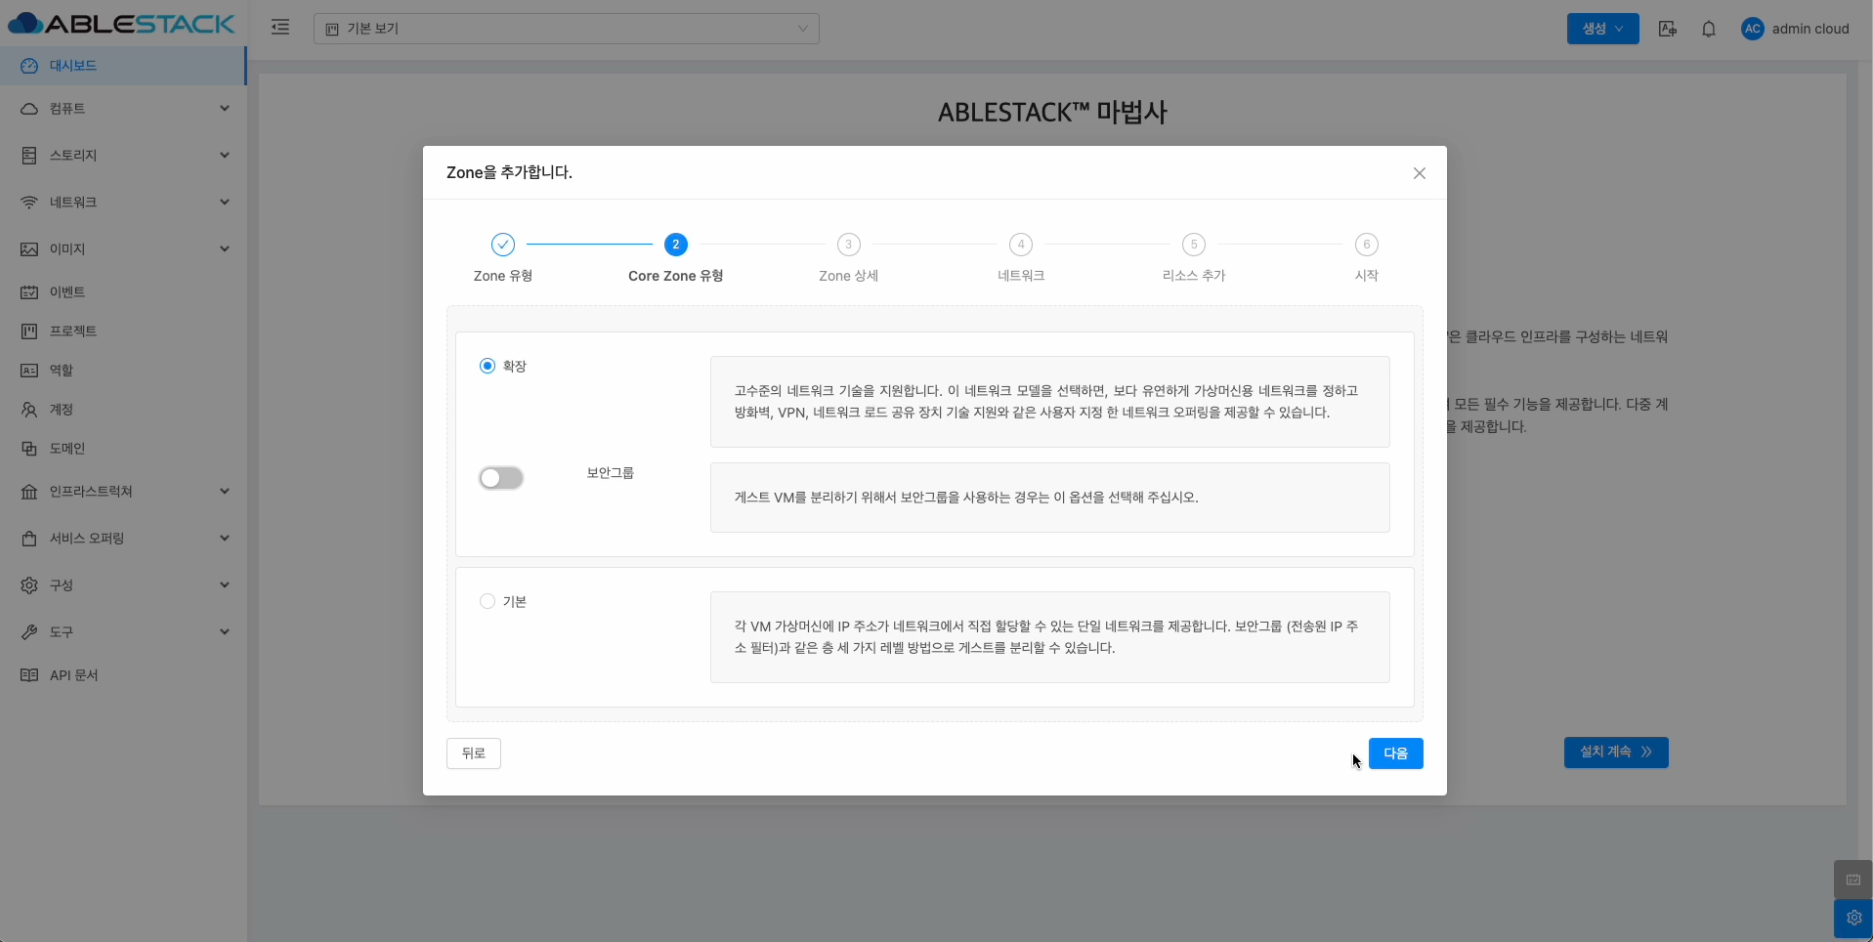 ABLESTACK
기본 보기
생성
AC
admin cloud
대시보드
컴퓨트
스토리지
네트워크
이미지
이벤트
프로젝트
역할
계정
도메인
인프라스트럭쳐
서비스 오퍼링
구성
도구
API 문서
ABLESTACK™ 마법사
Zone을 추가합니다.
2
3
4
5
6
Zone 유형
Core Zone 유형
Zone 상세
네트워크
리소스 추가
시작
확장
고수준의 네트워크 기술을 지원합니다. 이 네트워크 모델을 선택하면, 보다 유연하게 가상머신용 네트워크를 정하고
방화벽, VPN, 네트워크 로드 공유 장치 기술 지원와 같은 사용자 지정 한 네트워크 오퍼링을 제공할 수 있습니다.
보안그룹
게스트 VM를 분리하기 위해서 보안그룹을 사용하는 경우는 이 옵션을 선택해 주십시오.
기본
각 VM 가상머신에 IP 주소가 네트워크에서 직접 할당할 수 있는 단일 네트워크를 제공합니다. 보안그룹 (전송원 IP 주
소 필터)과 같은 층 세 가지 레벨 방법으로 게스트를 분리할 수 있습니다.
은 클라우드 인프라를 구성하는 네트워
모든 필수 기능을 제공합니다. 다중 계
을 제공합니다.
뒤로
다음
설치 계속